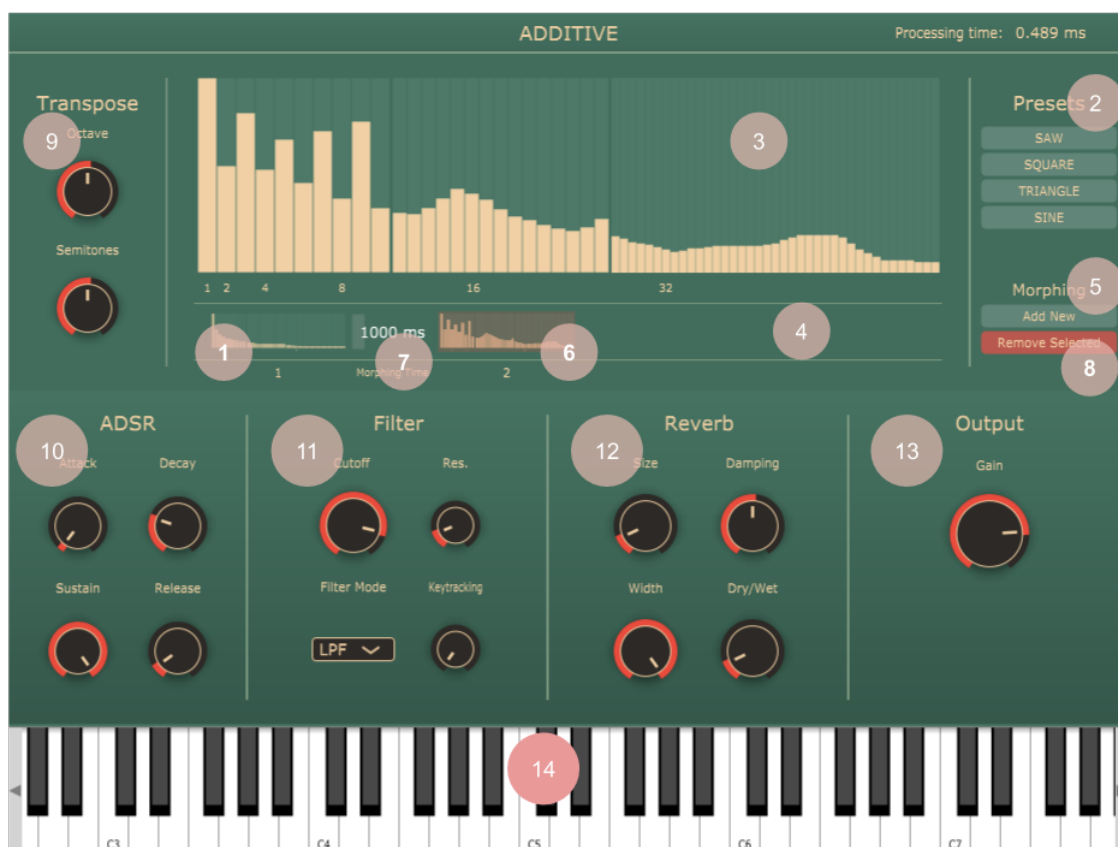 ADDITIVE
Processing time: 0.489 ms
Transpose
Presets
2
9
Octave
3
SAW
SQUARE
TRIANGLE
SINE
Semitones
1 2 4 8 16 32
Morphing
5
Add New
1
1000 ms
6
4
Remove Selected
7
8
1
Morphing Time
2
ADSR
Filter
Reverb
Output
10
11
12
13
Attack
Decay
Cutoff
Res.
Size
Damping
Gain
Sustain
Release
Filter Mode
Keytracking
Width
Dry/Wet
LPF
14
C3
C4
C5
C6
C7